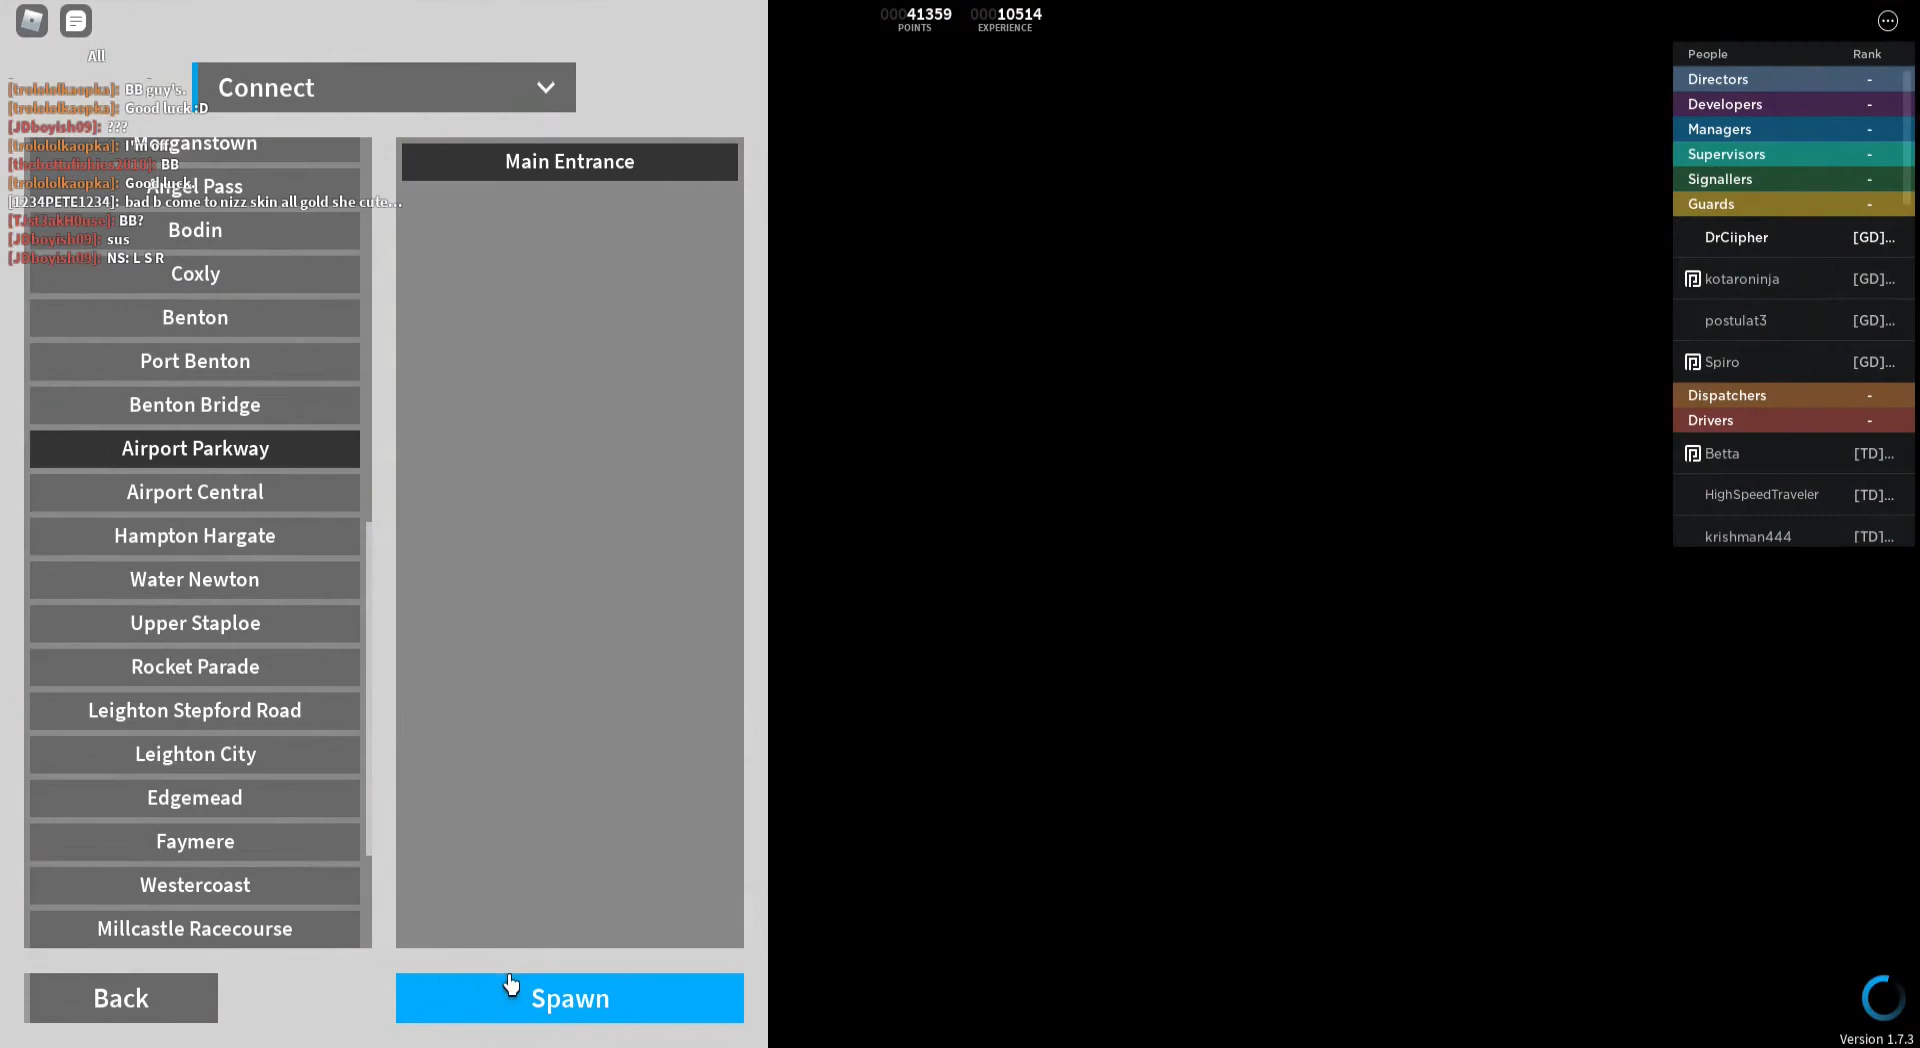 00041359
POINTS
00010514
EXPERIENCE
All
[trolololkaopka]: BB guy's.
[trolololkaopka]: Good luck :D
[JDboyish09]: ???
[trolololkaopka]: I'm off.
BB
[trolololkaopka]: Good luck.
[1234PETE1234]: bad b come to nizz skin all gold she cute...
BB?
[JDboyish09]: sus
[JDboyish09]: NS: L S R
Connect
Morganstown
Angel Pass
Bodin
Coxly
Benton
Port Benton
Benton Bridge
Airport Parkway
Airport Central
Hampton Hargate
Water Newton
Upper Staploe
Rocket Parade
Leighton Stepford Road
Leighton City
Edgemead
Faymere
Westercoast
Millcastle Racecourse
Main Entrance
Back
Spawn
People Rank
Directors -
Developers -
Managers -
Supervisors -
Signallers -
Guards -
DrCiipher [GD]...
kotaroninja [GD]...
postulat3 [GD]...
Spiro [GD]...
Dispatchers -
Drivers -
Betta [TD]...
HighSpeedTraveler [TD]...
krishman444 [TD]...
Version 1.7.3